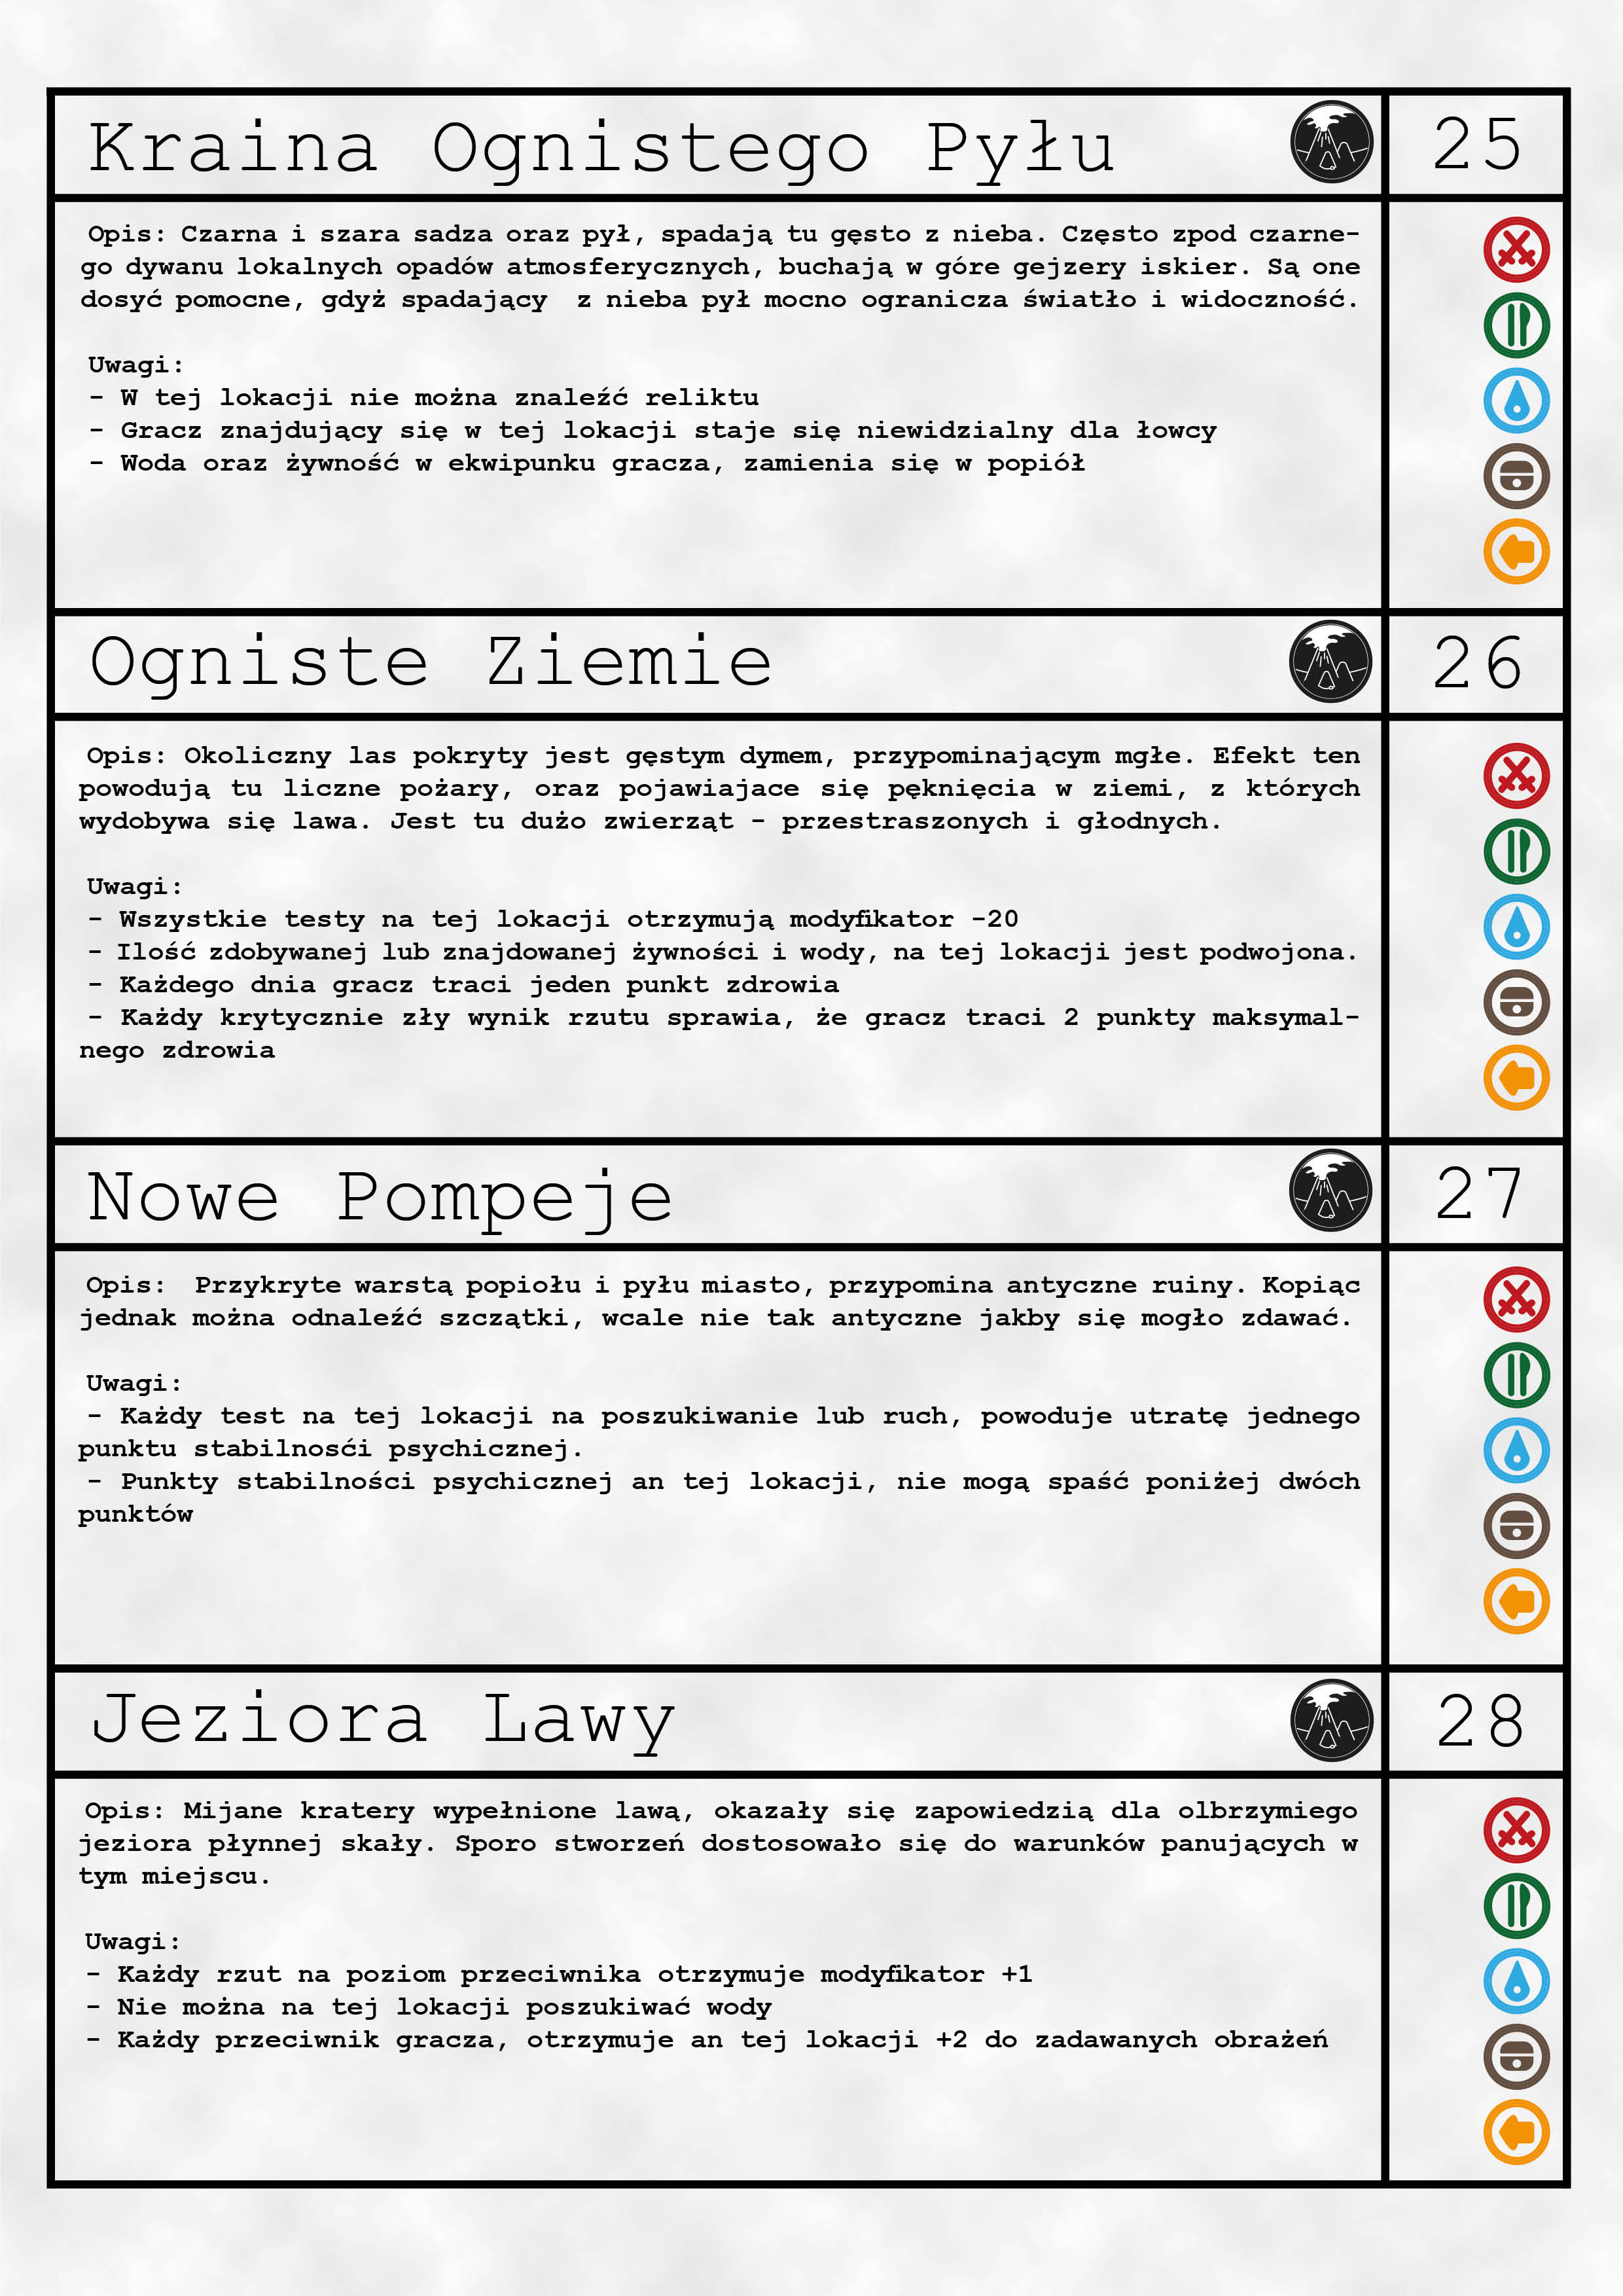 Kraina Ognistego Pyłu
25
Opis: Czarna i szara sadza oraz pył, spadają tu gęsto z nieba. Często zpod czarne-
go dywanu lokalnych opadów atmosferycznych, buchają w góre gejzery iskier. Są one
dosyć pomocne, gdyż spadający z nieba pył mocno ogranicza światło i widoczność.
Uwagi:
- W tej lokacji nie można znaleźć reliktu
- Gracz znajdujący się w tej lokacji staje się niewidzialny dla łowcy
- Woda oraz żywność w ekwipunku gracza, zamienia się w popiół
Ogniste Ziemie
26
Opis: Okoliczny las pokryty jest gęstym dymem, przypominającym mgłe. Efekt ten
powodują tu liczne pożary, oraz pojawiajace się pęknięcia w ziemi, z których
wydobywa się lawa. Jest tu dużo zwierząt - przestraszonych i głodnych.
Uwagi:
- Wszystkie testy na tej lokacji otrzymują modyfikator -20
- Ilość zdobywanej lub znajdowanej żywności i wody, na tej lokacji jest podwojona.
- Każdego dnia gracz traci jeden punkt zdrowia
- Każdy krytycznie zły wynik rzutu sprawia, że gracz traci 2 punkty maksymal-
nego zdrowia
Nowe Pompeje
27
Opis: Przykryte warstą popiołu i pyłu miasto, przypomina antyczne ruiny. Kopiąc
jednak można odnaleźć szczątki, wcale nie tak antyczne jakby się mogło zdawać.
Uwagi:
- Każdy test na tej lokacji na poszukiwanie lub ruch, powoduje utratę jednego
punktu stabilnośći psychicznej.
- Punkty stabilności psychicznej an tej lokacji, nie mogą spaść poniżej dwóch
punktów
Jeziora Lawy
28
Opis: Mijane kratery wypełnione lawą, okazały się zapowiedzią dla olbrzymiego
jeziora płynnej skały. Sporo stworzeń dostosowało się do warunków panujących w
tym miejscu.
Uwagi:
- Każdy rzut na poziom przeciwnika otrzymuje modyfikator +1
- Nie można na tej lokacji poszukiwać wody
- Każdy przeciwnik gracza, otrzymuje an tej lokacji +2 do zadawanych obrażeń